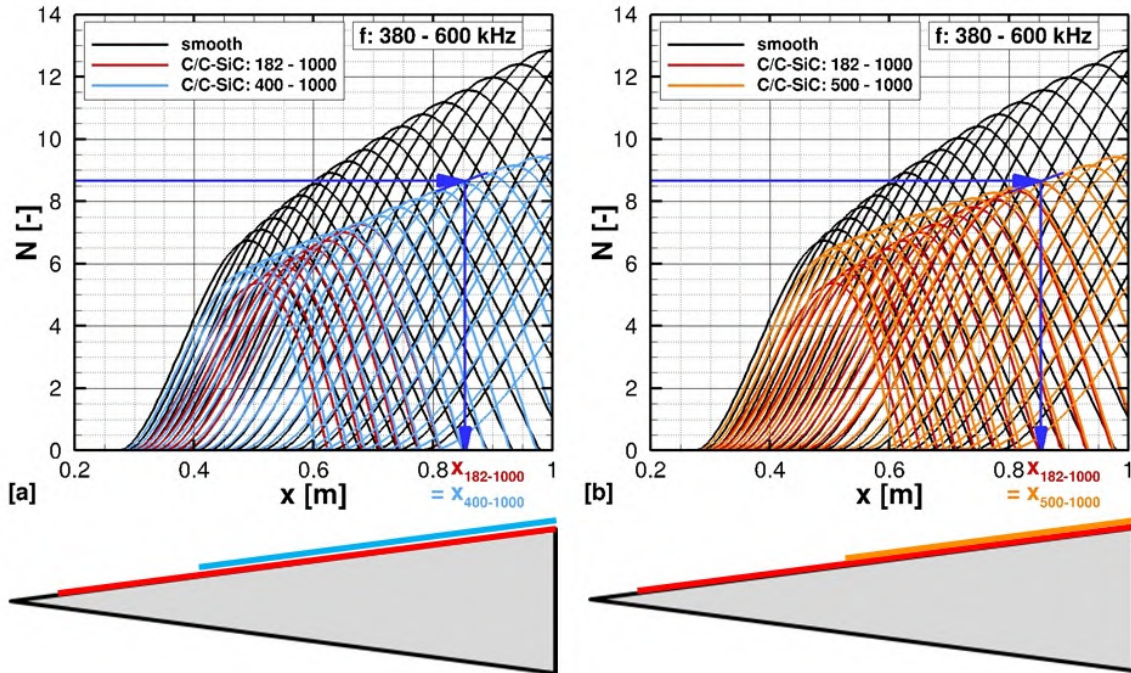 14
12
10
8
6
4
2
0
N [-]
smooth
C/C-SiC: 182 - 1000
C/C-SiC: 400 - 1000
f: 380 - 600 kHz
0.2
0.4
0.6
0.8
1
x [m]
x182-1000
= x400-1000
[a]
14
12
10
8
6
4
2
0
N [-]
smooth
C/C-SiC: 182 - 1000
C/C-SiC: 500 - 1000
f: 380 - 600 kHz
0.2
0.4
0.6
0.8
1
x [m]
x182-1000
= x500-1000
[b]